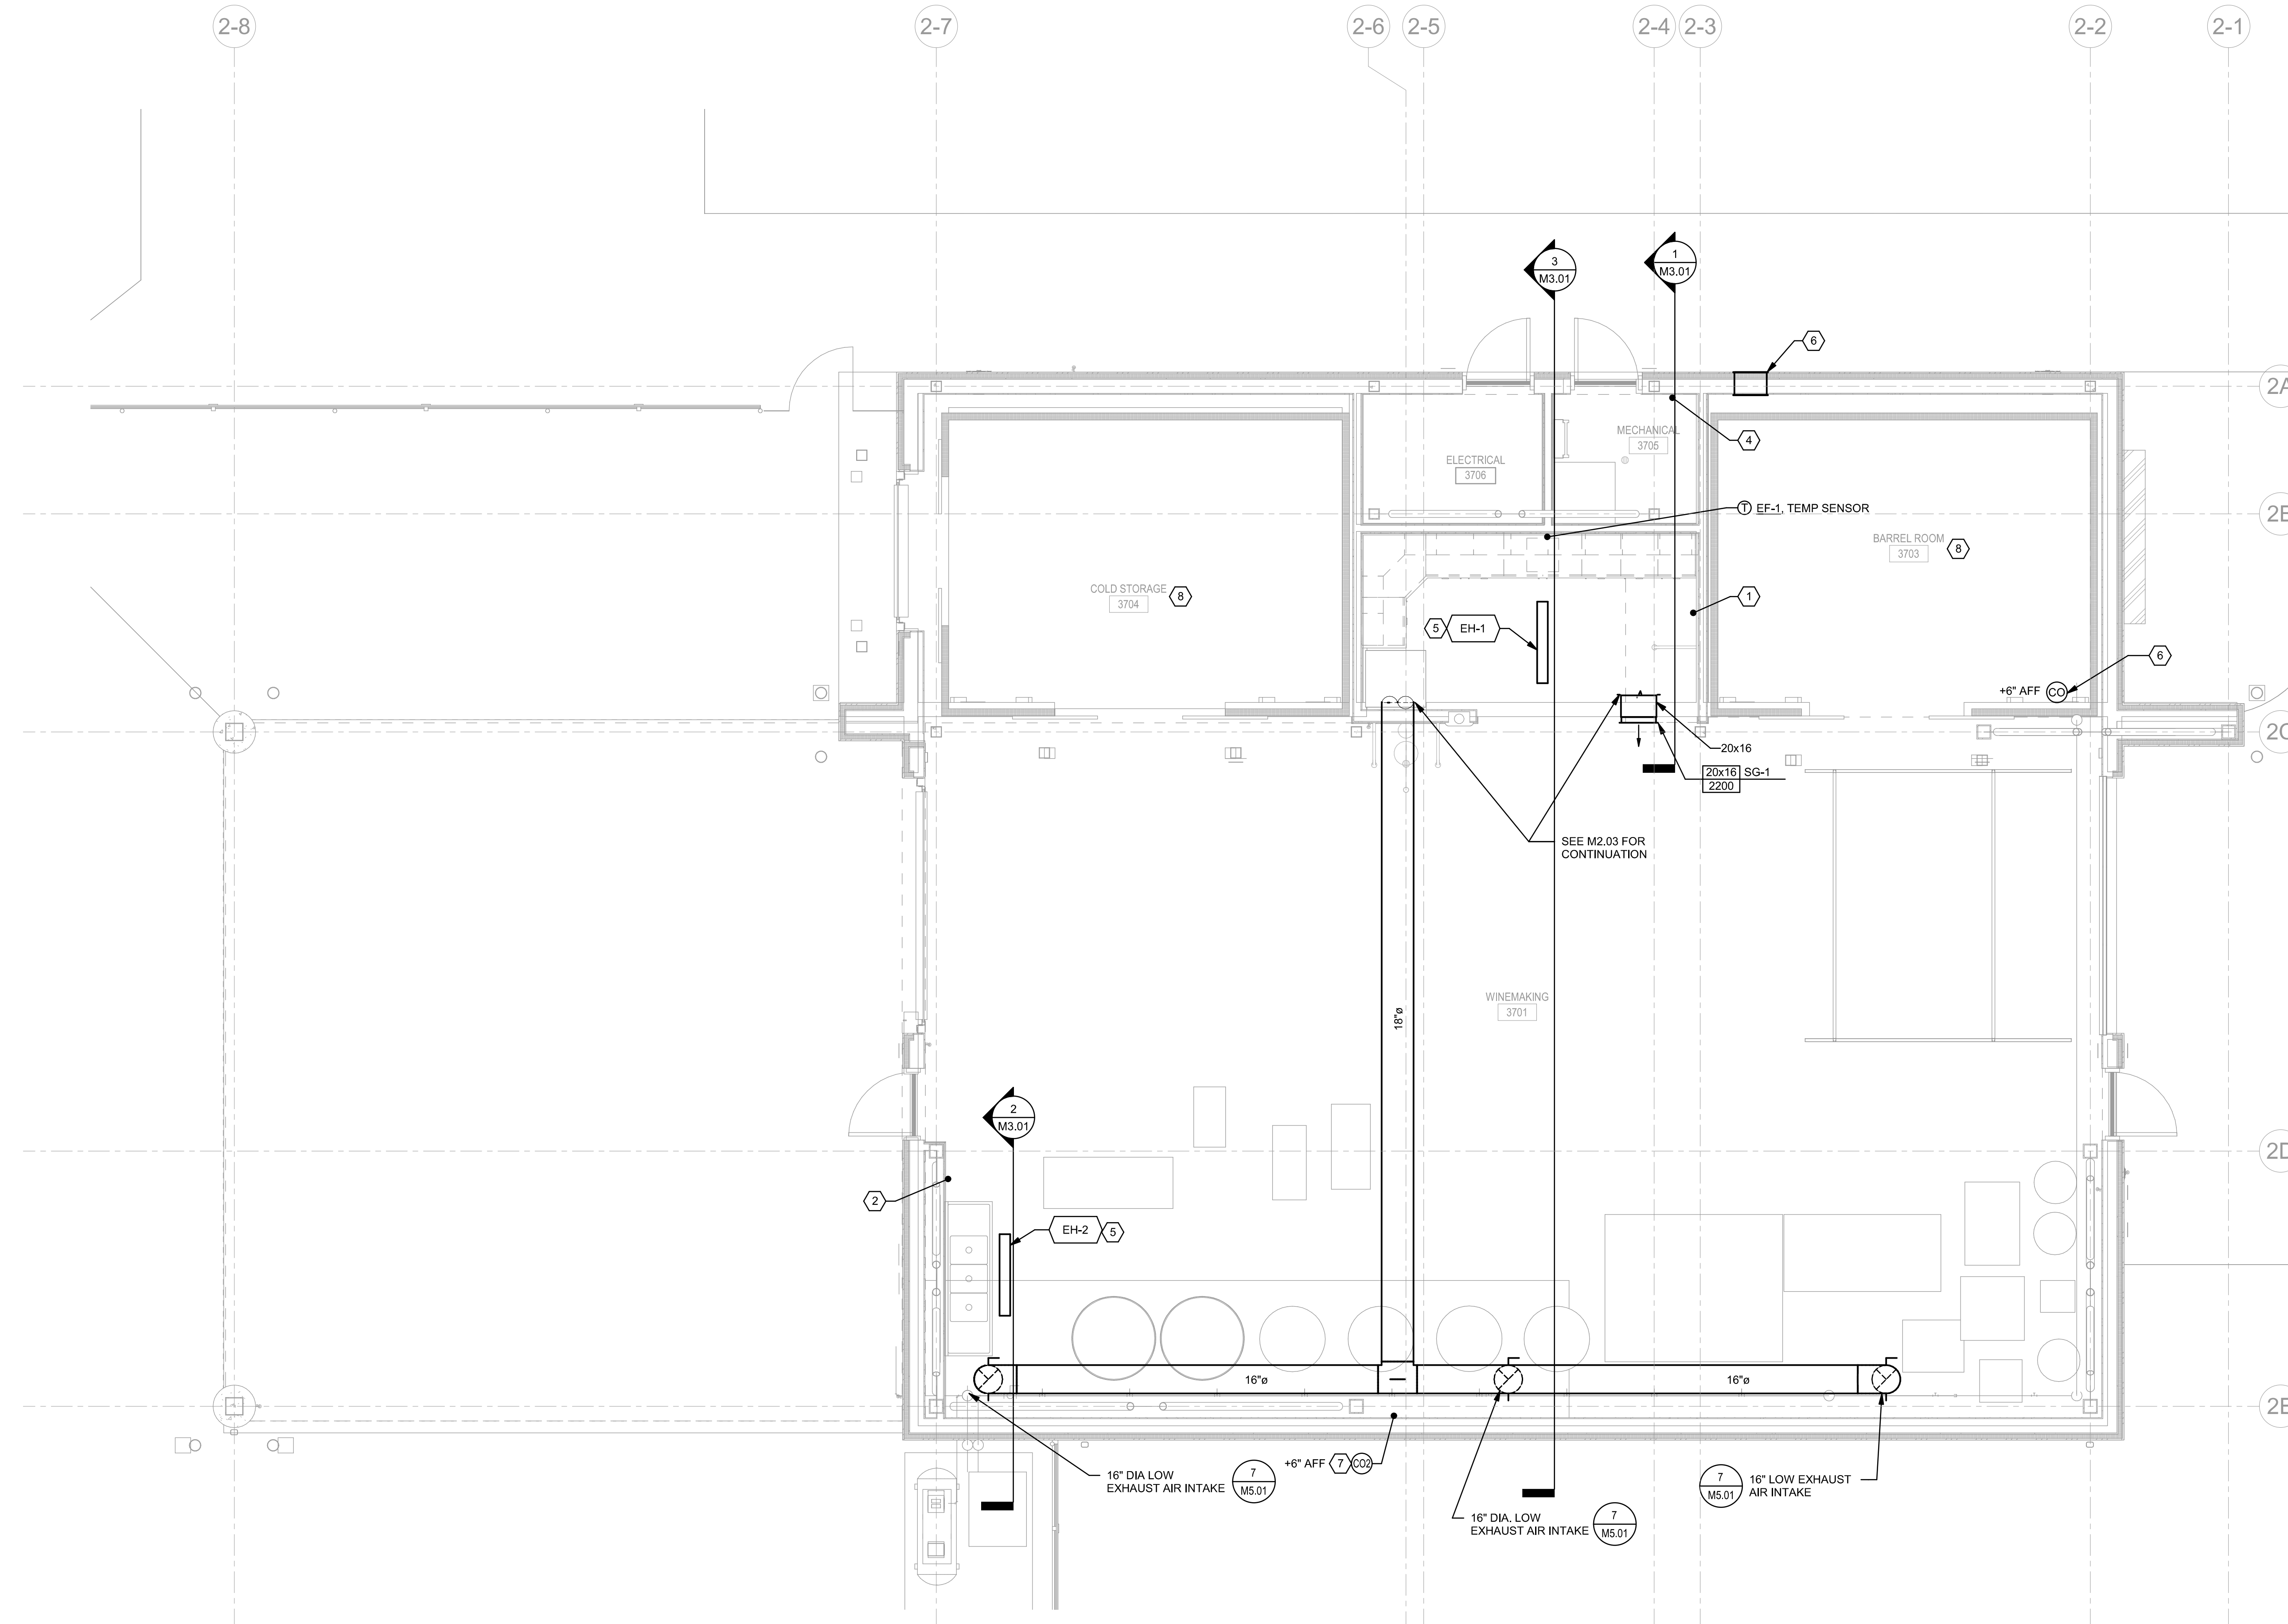 2-8
2-7
2-6
2-5
2-4
2-3
2-2
2-1
3
M3.01
1
M3.01
6
2A
4
MECHANICAL
3705
ELECTRICAL
3706
T EF-1, TEMP SENSOR
BARREL ROOM
3703
8
COLD STORAGE
3704
8
1
5
EH-1
6
+6" AFF
CO
2C
20x16
20x16 SG-1
2200
SEE M2.03 FOR
CONTINUATION
WINEMAKING
3701
18"ø
2
M3.01
2
EH-2
5
16"ø
16"ø
16" DIA LOW
EXHAUST AIR INTAKE
7
M5.01
+6" AFF
7
CO2
16" DIA. LOW
EXHAUST AIR INTAKE
7
M5.01
7
M5.01
16" LOW EXHAUST
AIR INTAKE